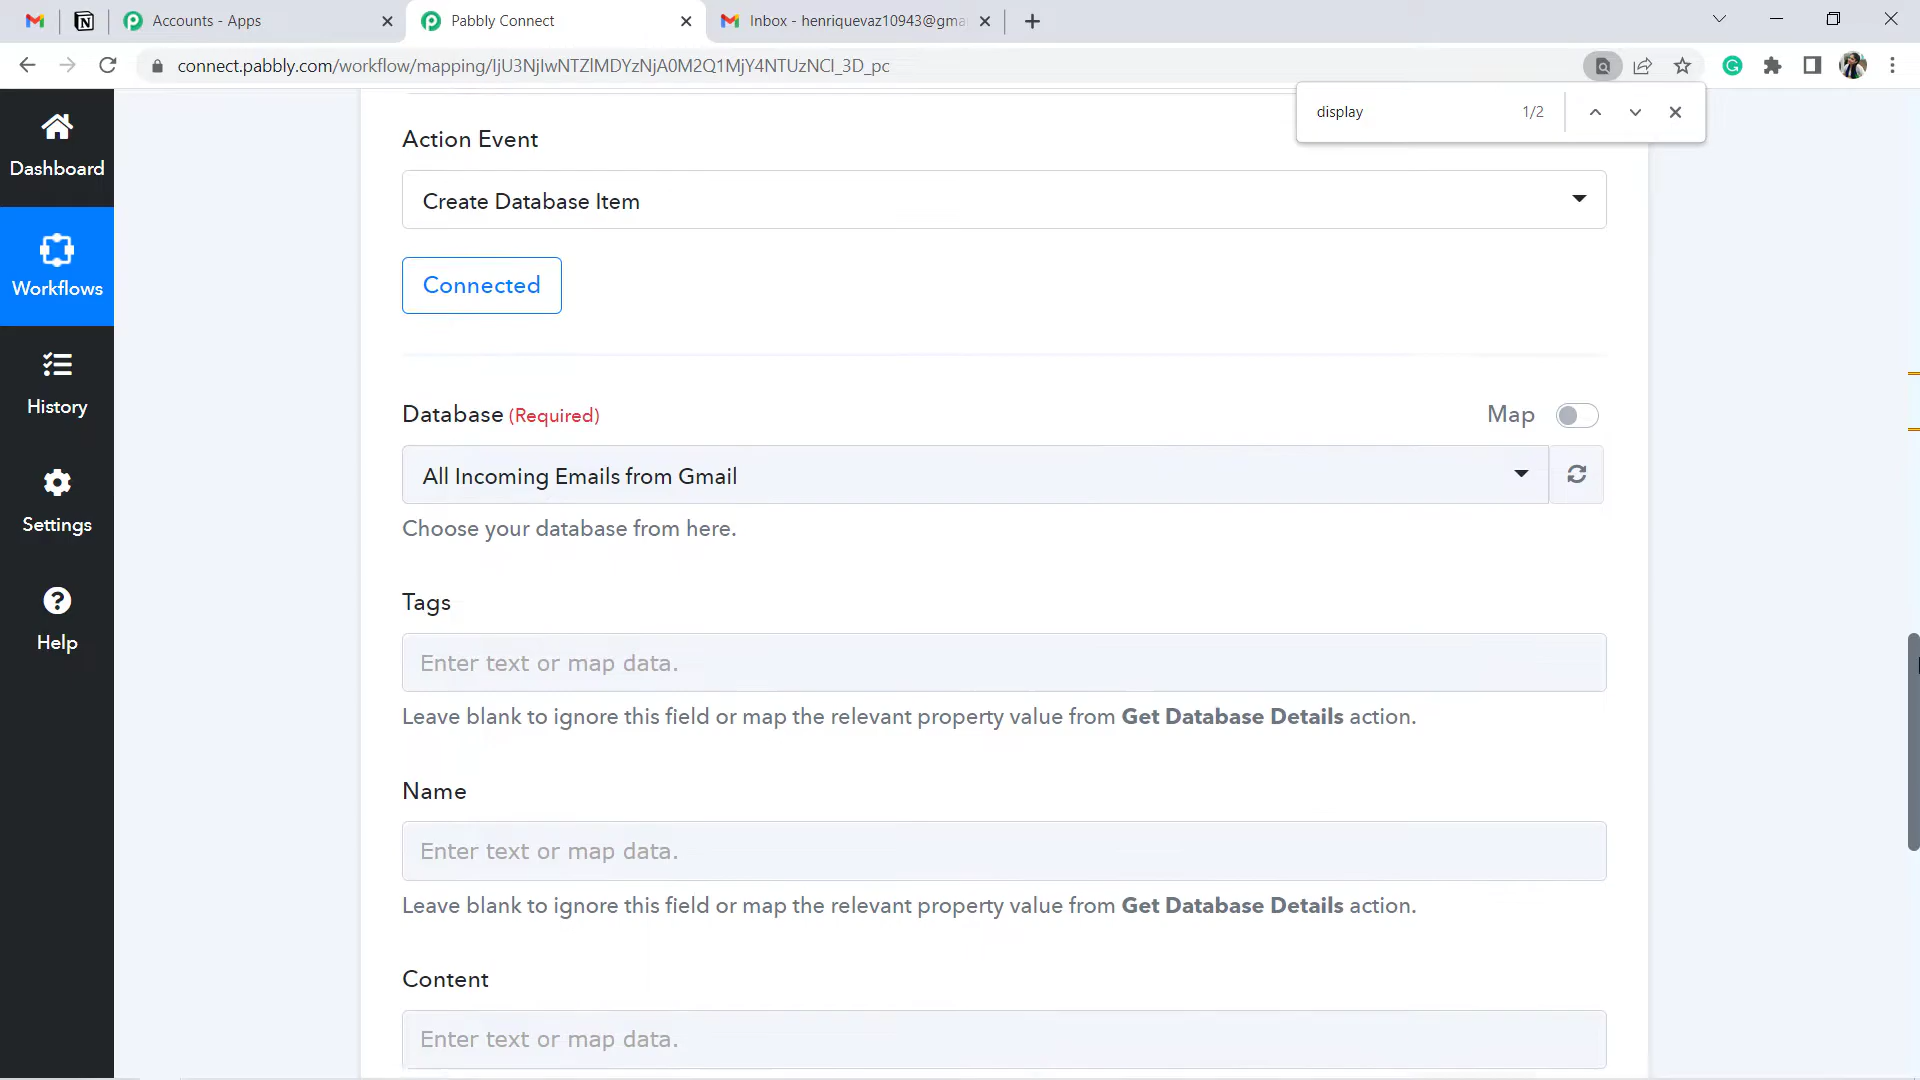 Accounts - Apps
Pabbly Connect
Inbox - henriquevaz10943@gma
connect.pabbly.com/workflow/mapping/IjU3NjIwNTZlMDYzNjA0M2Q1MjY4NTUzNCI_3D_pc
display 1/2
Dashboard
Workflows
History
Settings
Help
Action Event
Create Database Item
Connected
Database (Required) Map
All Incoming Emails from Gmail
Choose your database from here.
Tags
Enter text or map data.
Leave blank to ignore this field or map the relevant property value from Get Database Details action.
Name
Enter text or map data.
Leave blank to ignore this field or map the relevant property value from Get Database Details action.
Content
Enter text or map data.